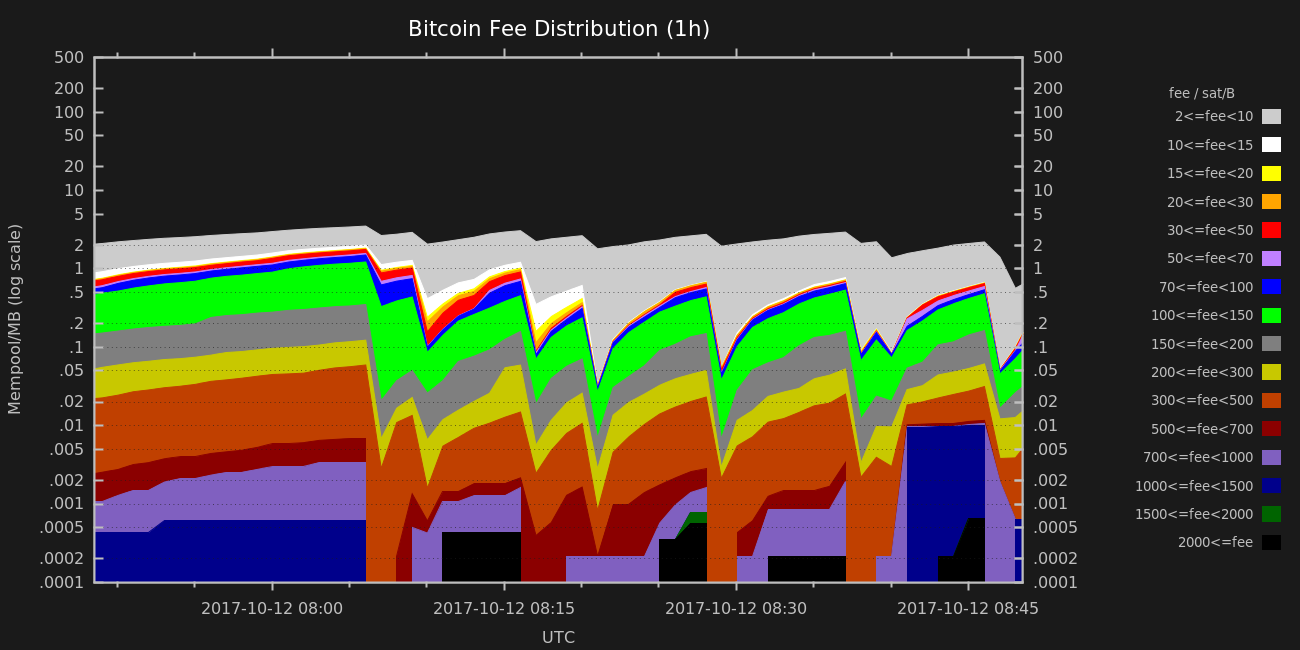 Bitcoin Fee Distribution (1h)
Mempool/MB (log scale)
500
200
100
50
20
10
5
2
1
.5
.2
.1
.05
.02
.01
.005
.002
.001
.0005
.0002
.0001
500
200
100
50
20
10
5
2
1
.5
.2
.1
.05
.02
.01
.005
.002
.001
.0005
.0002
.0001
2017-10-12 08:00
2017-10-12 08:15
2017-10-12 08:30
2017-10-12 08:45
UTC
fee / sat/B
2<=fee<10
10<=fee<15
15<=fee<20
20<=fee<30
30<=fee<50
50<=fee<70
70<=fee<100
100<=fee<150
150<=fee<200
200<=fee<300
300<=fee<500
500<=fee<700
700<=fee<1000
1000<=fee<1500
1500<=fee<2000
2000<=fee